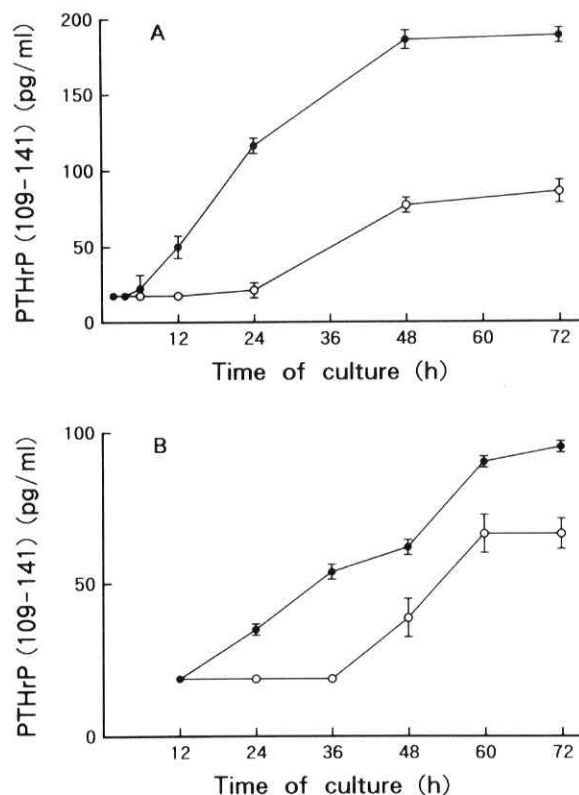 A
PTHrP (109-141) (pg/ml)
200
150
100
50
0
12 24 36 48 60 72
Time of culture (h)
B
PTHrP (109-141) (pg/ml)
100
50
0
12 24 36 48 60 72
Time of culture (h)